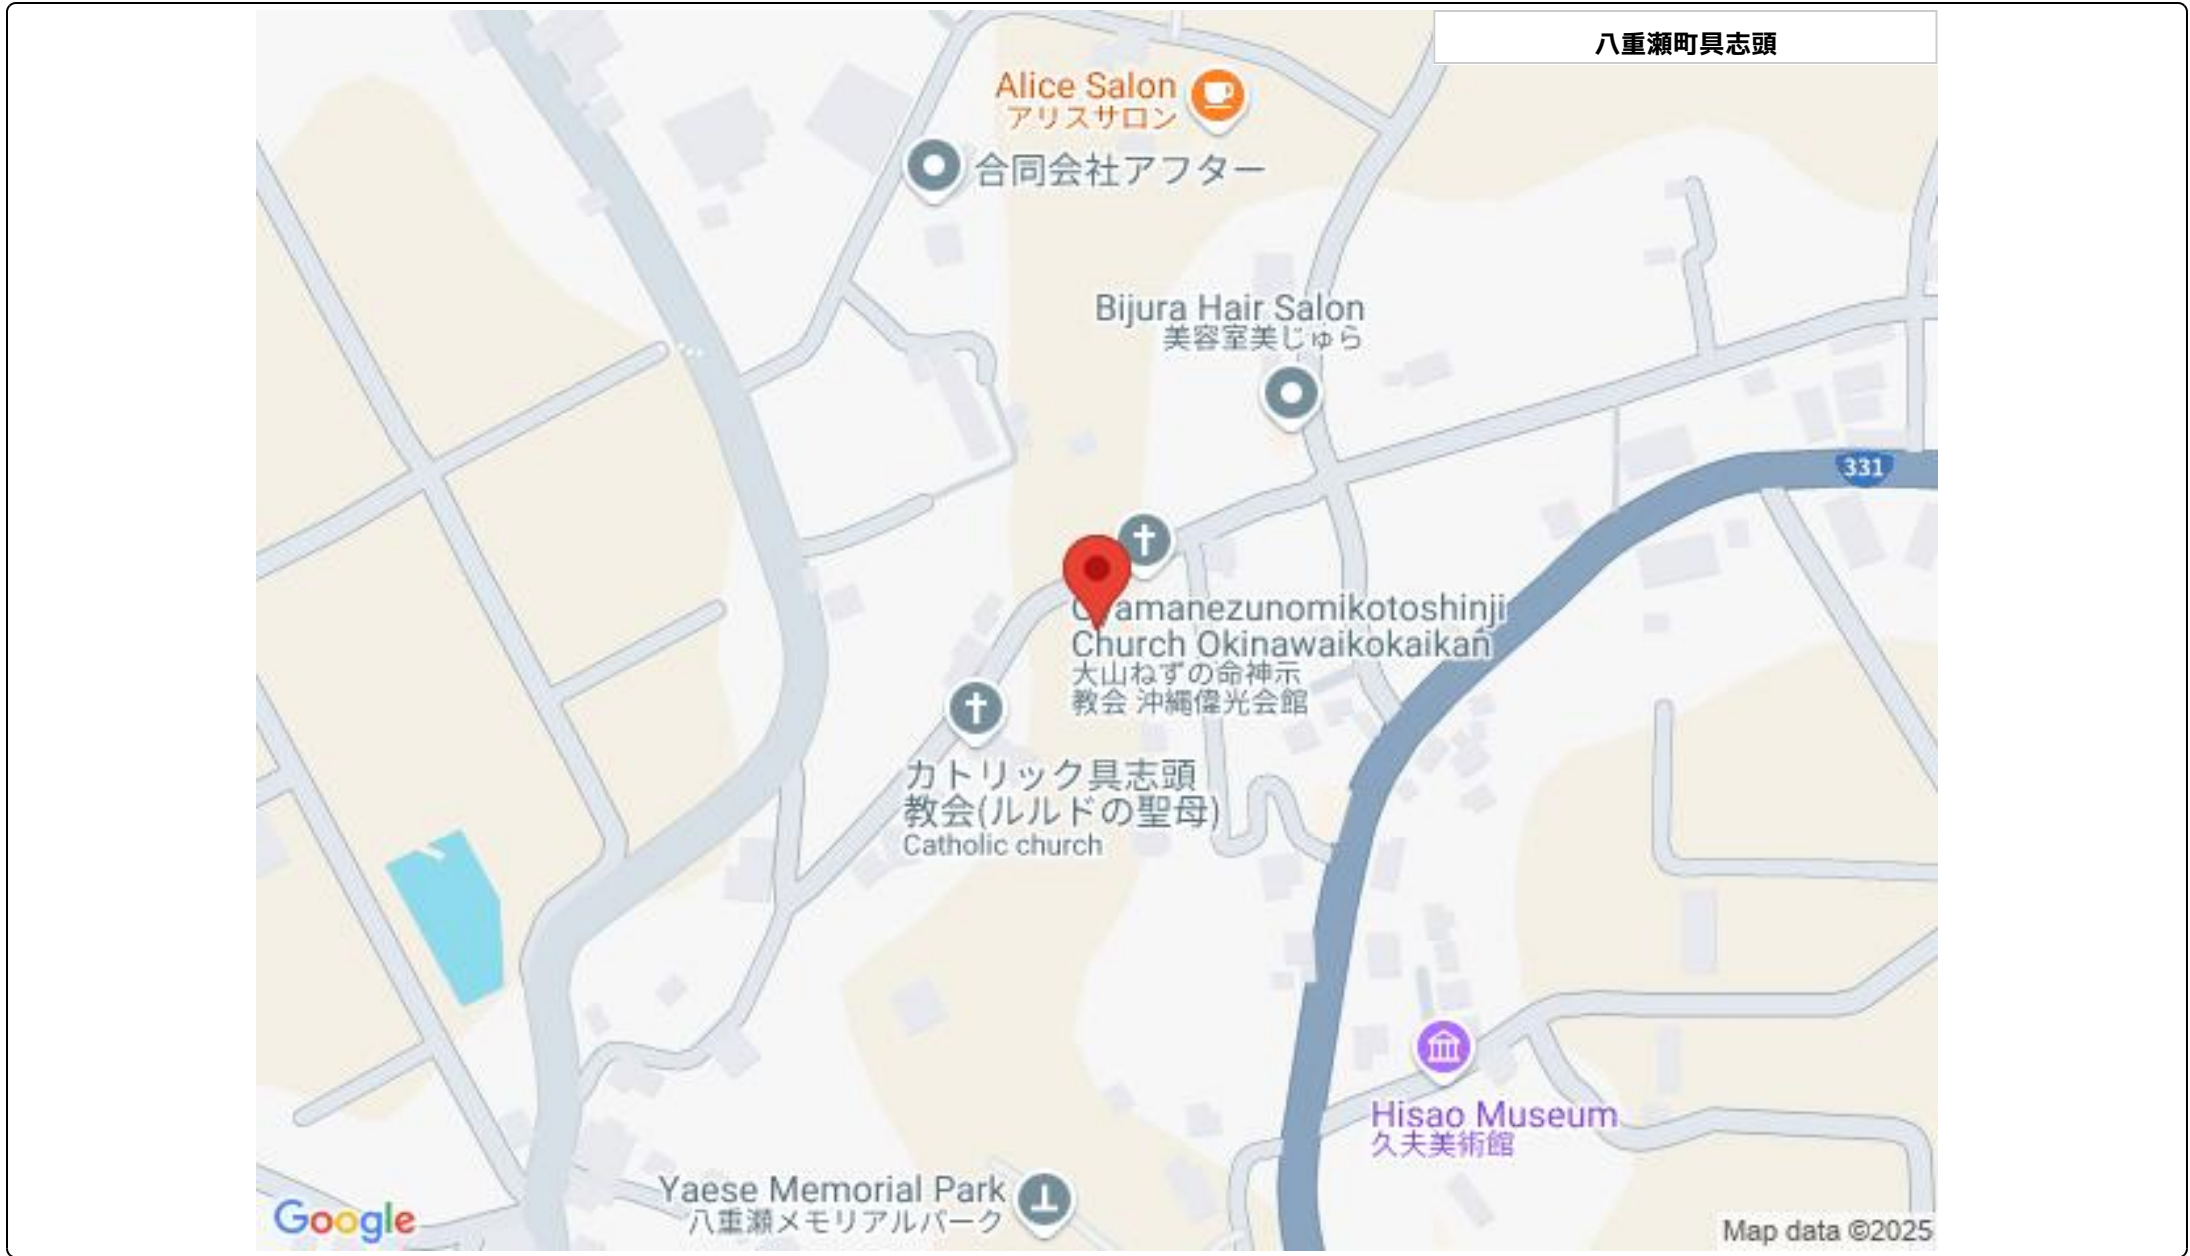 八重瀬町具志頭
Alice Salon
アリスサロン
合同会社アフター
Bijura Hair Salon
美容室美じゅら
331
amanezunomikotoshinji
Church Okinawaikokaikan
大山ねずの命神示
教会 沖縄偉光会館
カトリック具志頭
教会(ルルドの聖母)
Catholic church
Hisao Museum
久夫美術館
Yaese Memorial Park
八重瀬メモリアルパーク
Google
Map data ©2025